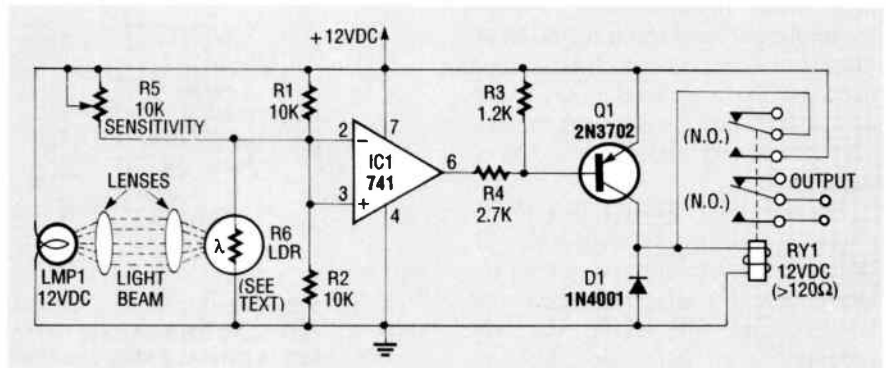 +12VDC
R5
10K
SENSITIVITY
R1
10K
R3
1.2K
Q1
2N3702
2
7
IC1
741
6
3
4
R4
2.7K
(N.O.)
(N.O.)
OUTPUT
LENSES
λ
R6
LDR
(SEE
TEXT)
LMP1
12VDC
LIGHT
BEAM
R2
10K
D1
1N4001
RY1
12VDC
(>120Ω)